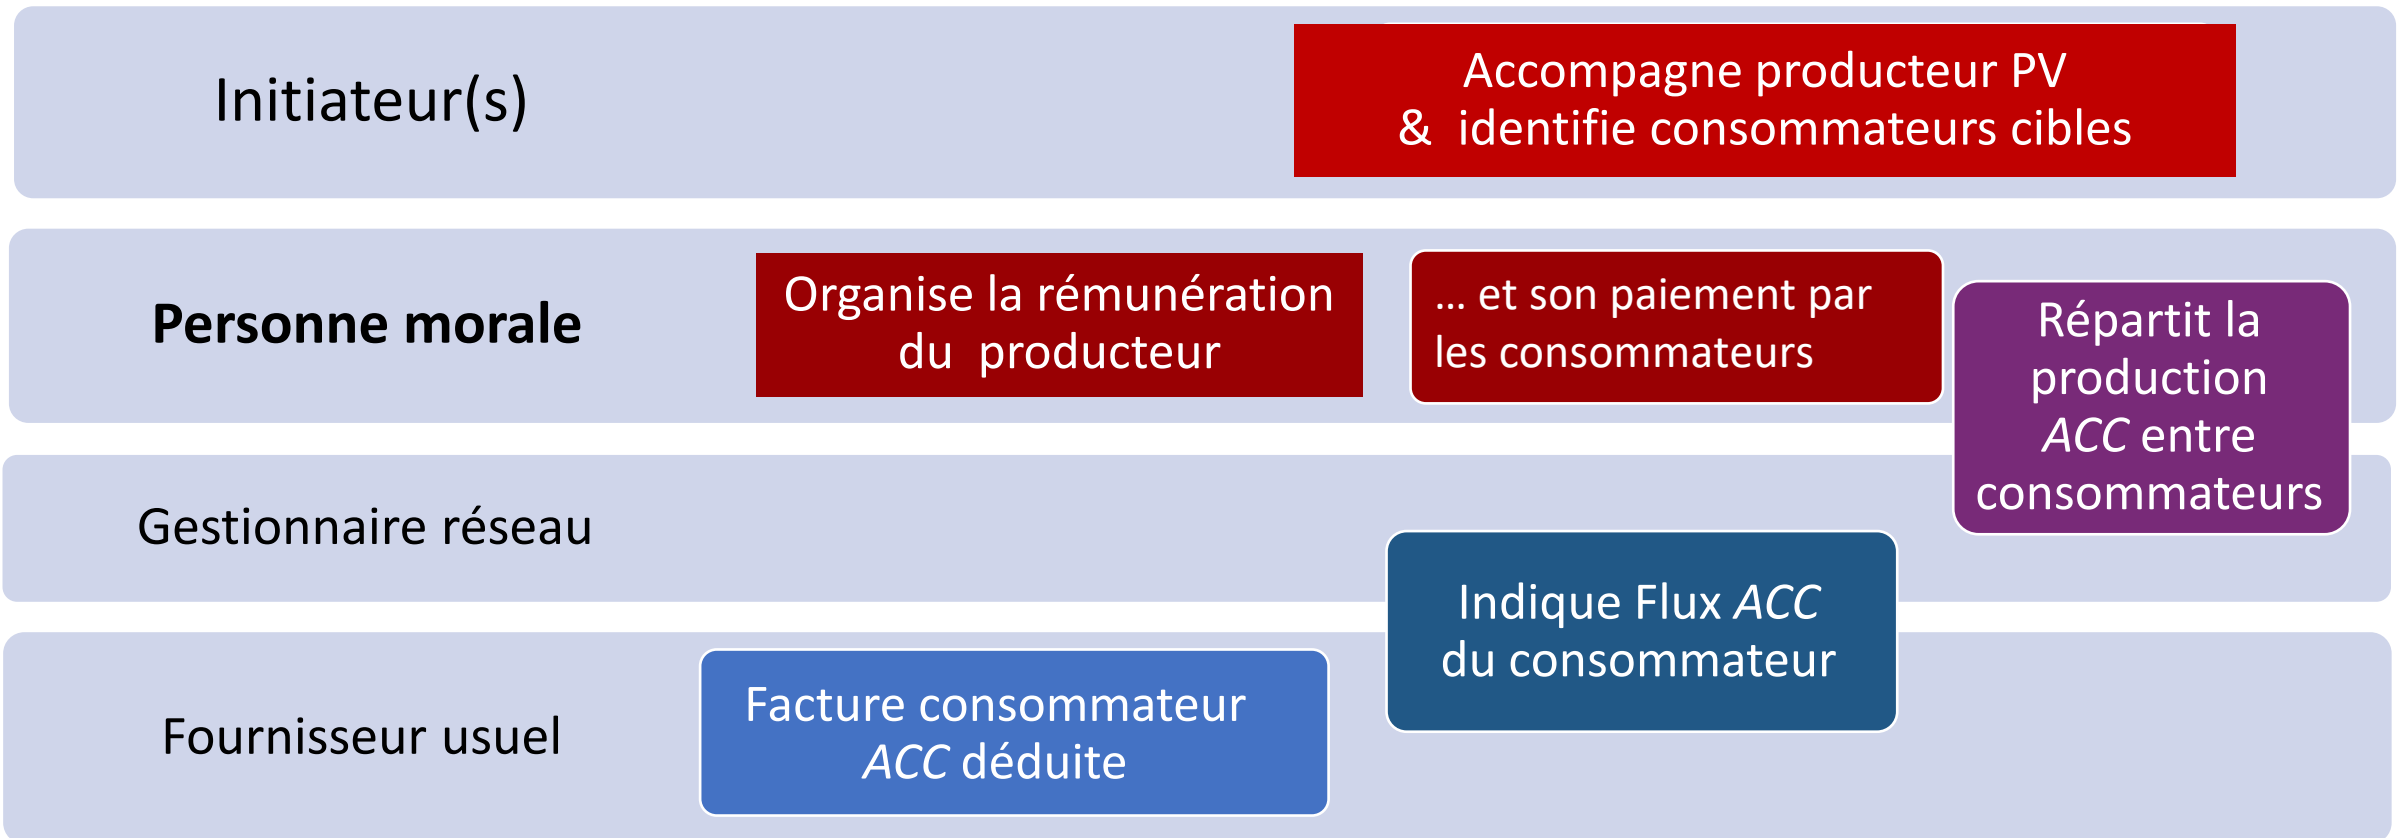 Initiateur(s)
Accompagne producteur PV
& identifie consommateurs cibles
Personne morale
Organise la rémunération
du producteur
... et son paiement par
les consommateurs
Répartit la
production
ACC entre
consommateurs
Gestionnaire réseau
Indique Flux ACC
du consommateur
Fournisseur usuel
Facture consommateur
ACC déduite